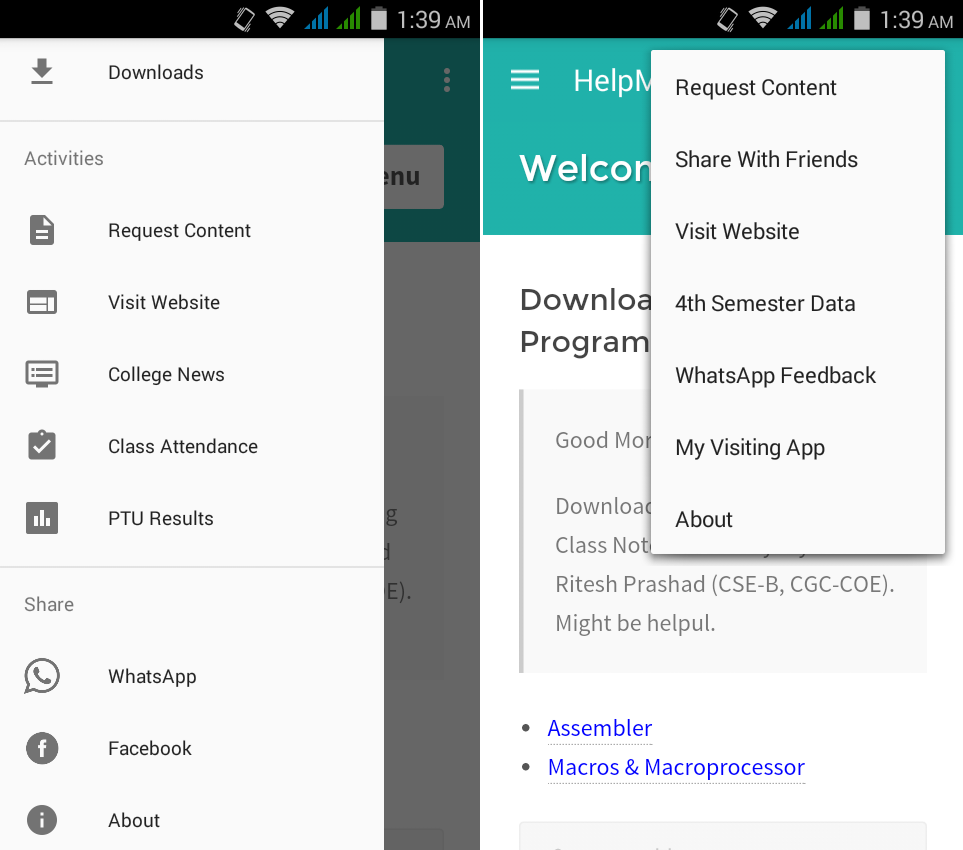 1:39 AM
Downloads
Activities
enu
Request Content
Visit Website
College News
Class Attendance
PTU Results
g
d
E).
Share
WhatsApp
Facebook
About
1:39 AM
HelpM
Welcon
Downloa
Program
Good Mor
Download
Class Not
Ritesh Prashad (CSE-B, CGC-COE).
Might be helpul.
Assembler
Macros & Macroprocessor
Request Content
Share With Friends
Visit Website
4th Semester Data
WhatsApp Feedback
My Visiting App
About